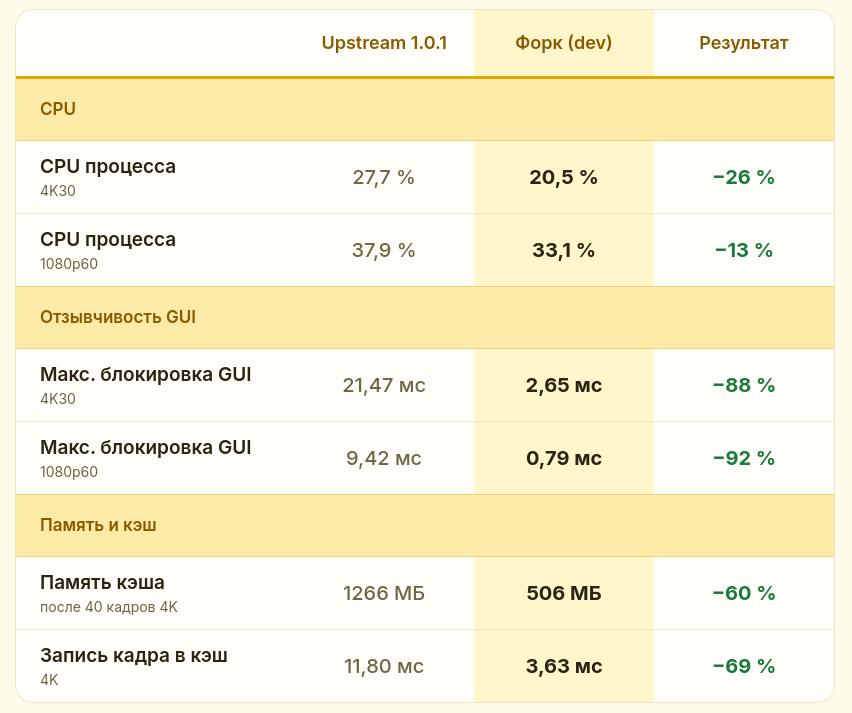 Upstream 1.0.1 Форк (dev) Результат
CPU
CPU процесса 27,7 % 20,5 % −26 %
4K30
CPU процесса 37,9 % 33,1 % −13 %
1080p60
Отзывчивость GUI
Макс. блокировка GUI 21,47 мс 2,65 мс −88 %
4K30
Макс. блокировка GUI 9,42 мс 0,79 мс −92 %
1080p60
Память и кэш
Память кэша 1266 МБ 506 МБ −60 %
после 40 кадров 4K
Запись кадра в кэш 11,80 мс 3,63 мс −69 %
4K